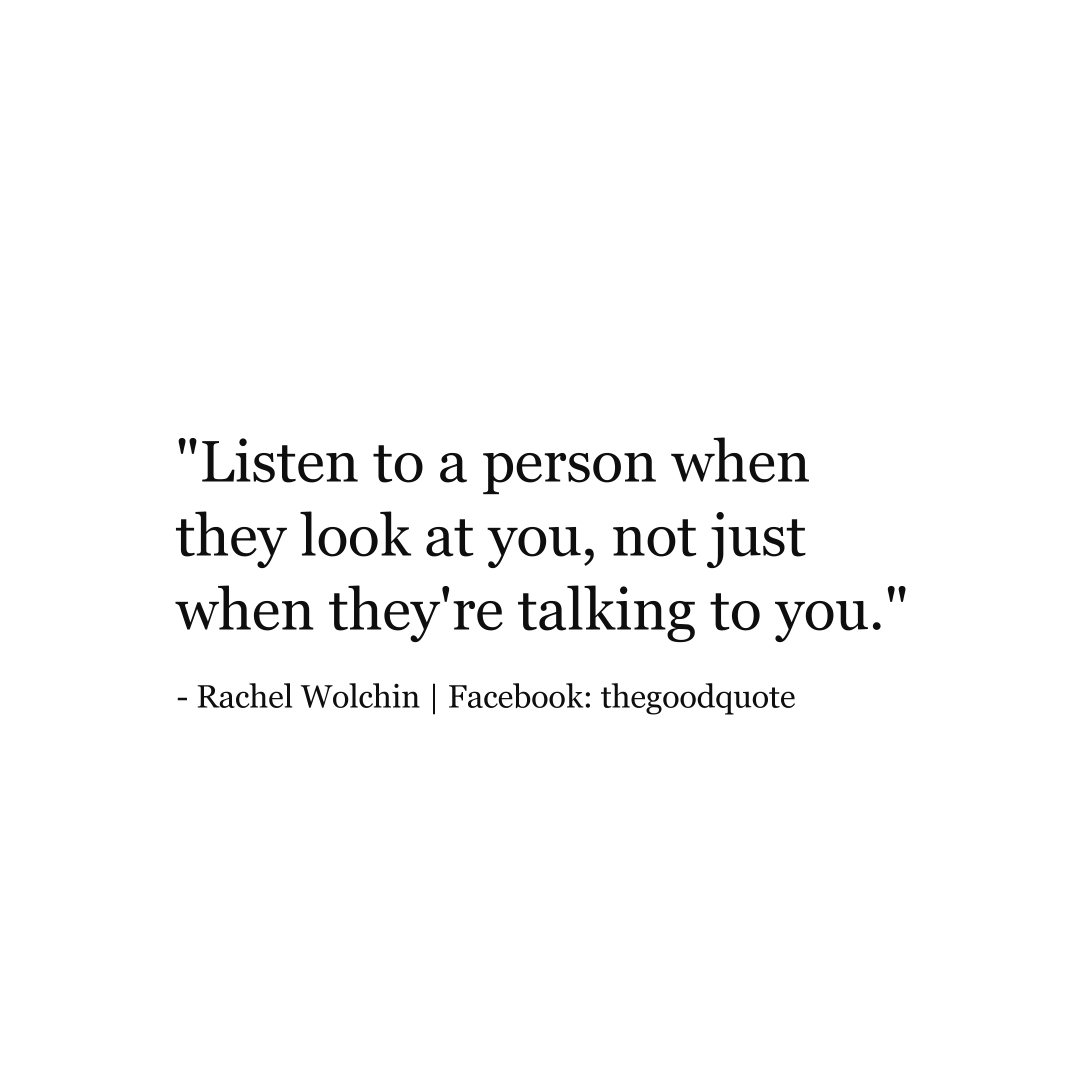 "Listen to a person when
they look at you, not just
when they're talking to you."
- Rachel Wolchin | Facebook: thegoodquote